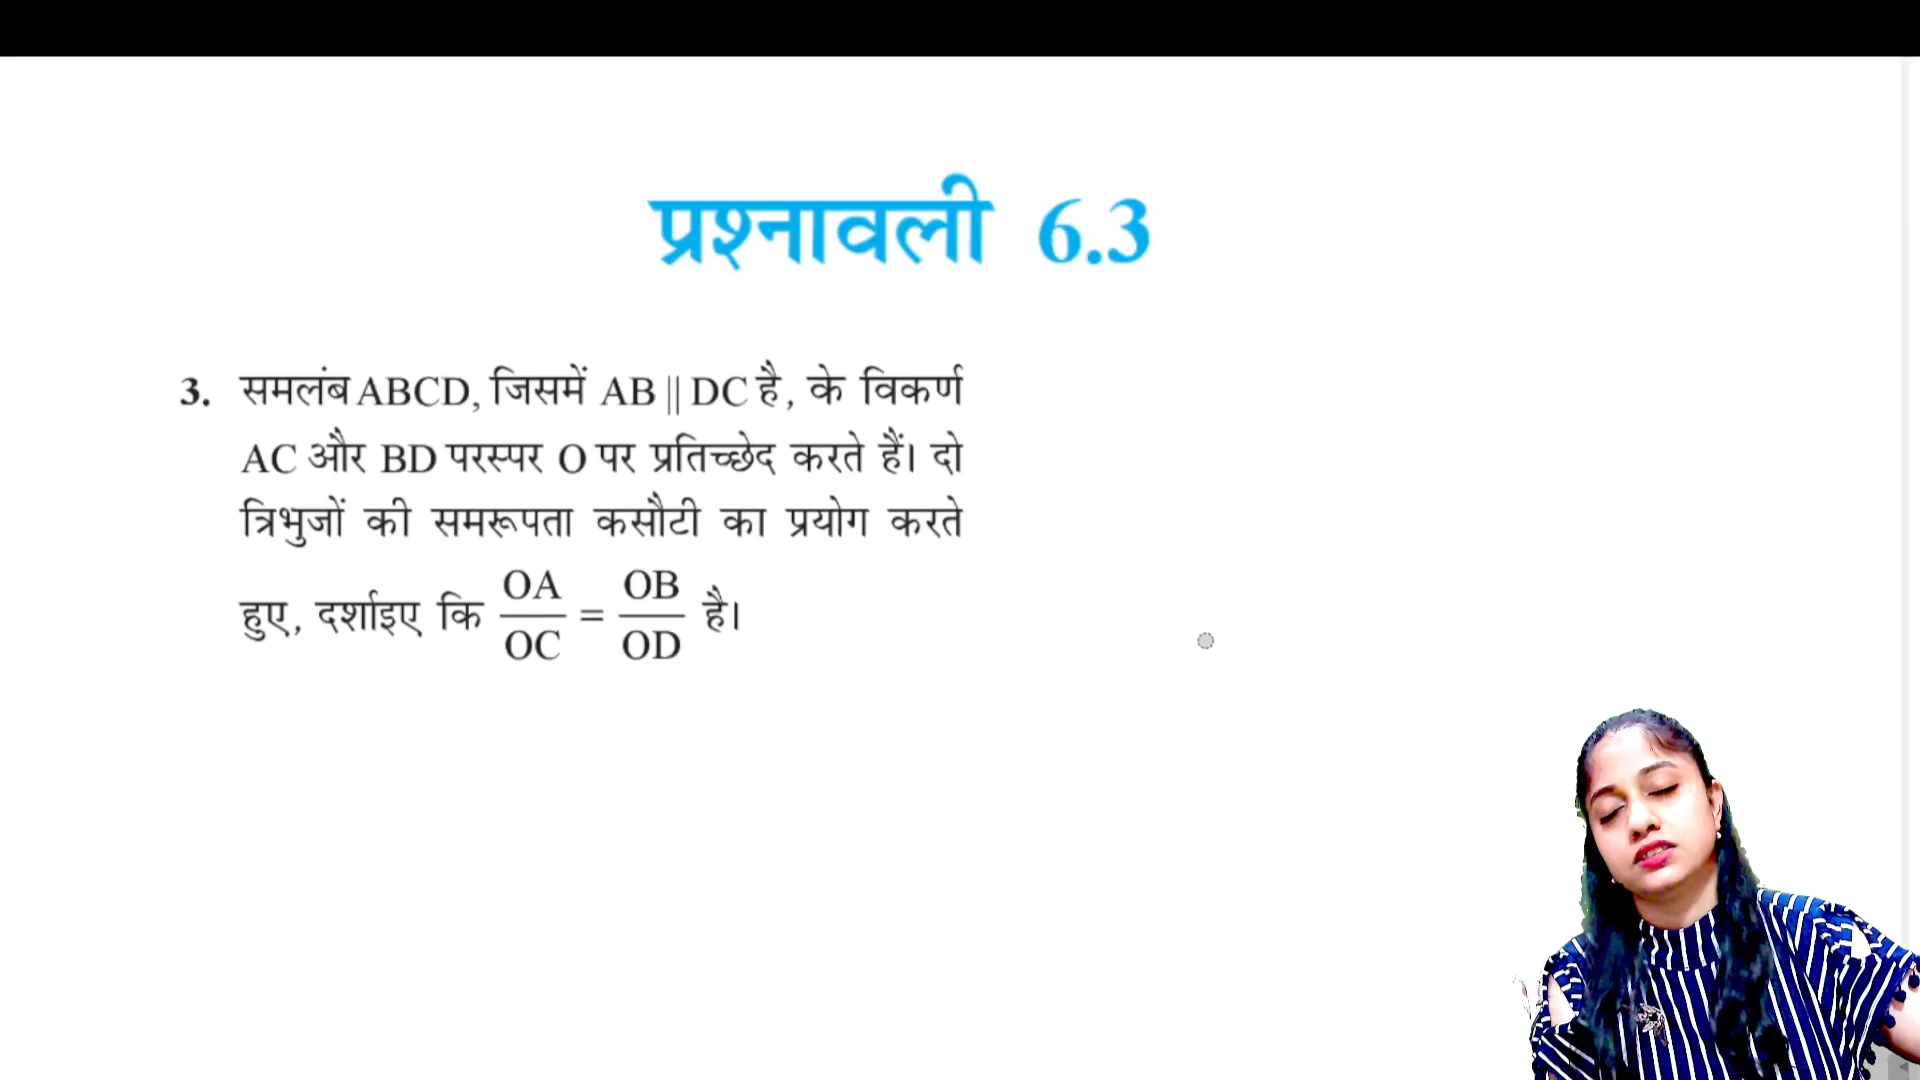 प्रश्नावली 6.3
3. समलंब ABCD, जिसमें AB || DC है, के विकर्ण
AC और BD परस्पर O पर प्रतिच्छेद करते हैं। दो
त्रिभुजों की समरूपता कसौटी का प्रयोग करते
हुए, दर्शाइए कि OA/OC = OB/OD है।